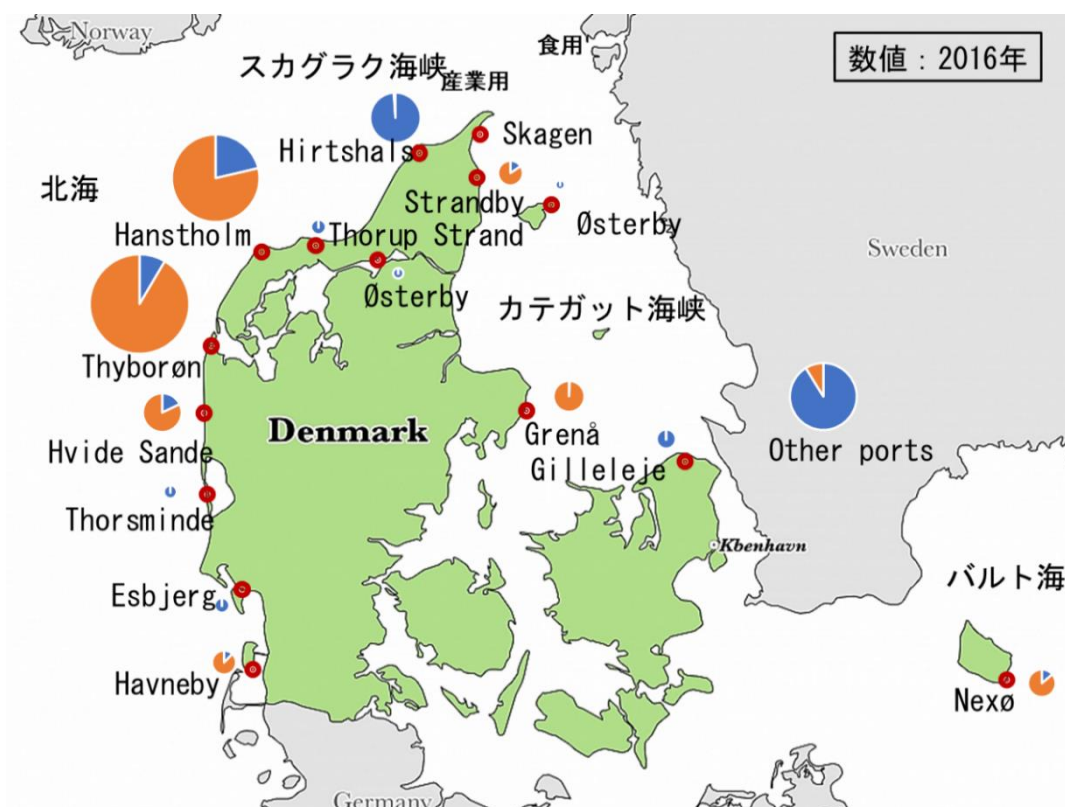 Norway
食用
数値：2016年
スカグラク海峡
産業用
Hirtshals
Skagen
北海
Strandby
Østerby
Hanstholm
Thorup Strand
Sweden
Østerby
カテガット海峡
Thyborøn
Denmark
Grenå
Other ports
Hvide Sande
Gilleleje
Thorsminde
Kbenhavn
バルト海
Esbjerg
Havneby
Nexø
Germany